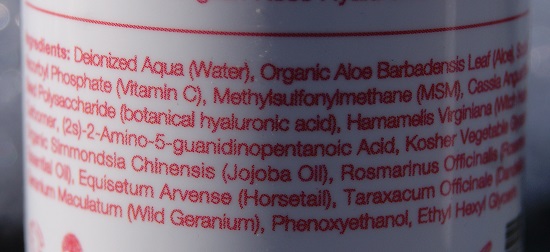 Ingredients: Deionized Aqua (Water), Organic Aloe Barbadensis Leaf (Aloe),
Phosphate (Vitamin C), Methylsulfonylmethane (MSM), Cassia
Polysaccharide (botanical hyaluronic acid), Hamamelis Virginiana (Witch
(2s)-2-Amino-5-guanidinopentanoic Acid, Kosher Vegetable
Simmondsia Chinensis (Jojoba Oil), Rosmarinus Officinalis
Oil), Equisetum Arvense (Horsetail), Taraxacum Officinale
Maculatum (Wild Geranium), Phenoxyethanol, Ethyl Hexyl